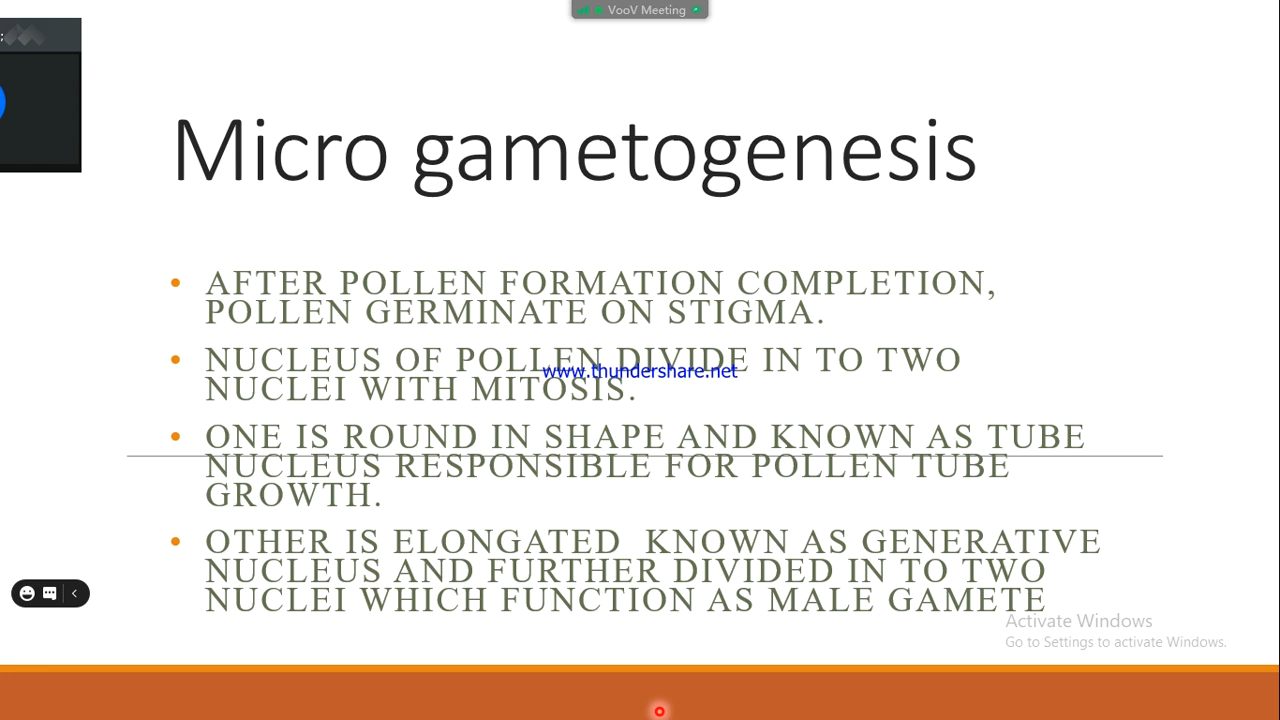 VooV Meeting
Micro gametogenesis
• AFTER POLLEN FORMATION COMPLETION,
POLLEN GERMINATE ON STIGMA.
• NUCLEUS OF POLLEN DIVIDE IN TO TWO
www.thundershare.net
NUCLEI WITH MITOSIS.
• ONE IS ROUND IN SHAPE AND KNOWN AS TUBE
NUCLEUS RESPONSIBLE FOR POLLEN TUBE
GROWTH.
• OTHER IS ELONGATED KNOWN AS GENERATIVE
NUCLEUS AND FURTHER DIVIDED IN TO TWO
NUCLEI WHICH FUNCTION AS MALE GAMETE
Activate Windows
Go to Settings to activate Windows.